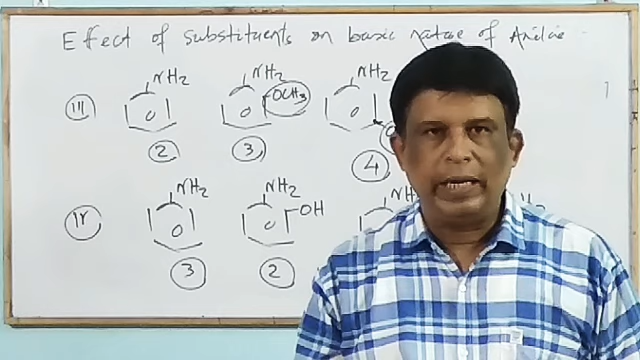 Effect of substituents on basic nature of Aniline
NH2 NH2 NH2
III OCH3
2 3 4
NH2 NH2 NH2
IV OH
3 2